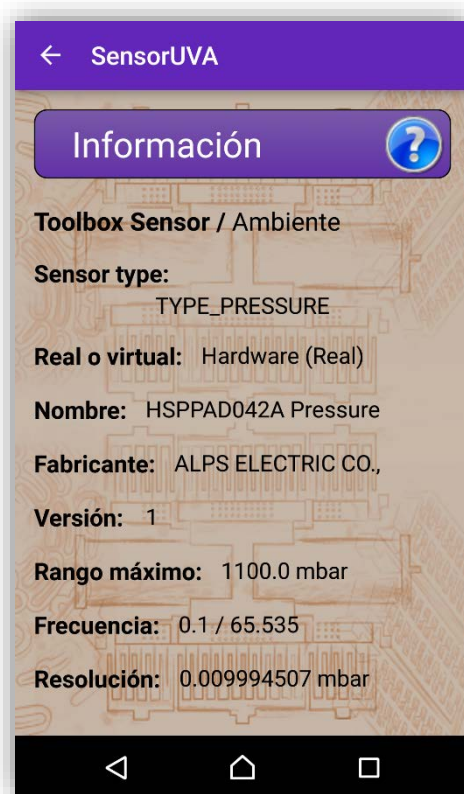 SensorUVA
Información
?
Toolbox Sensor / Ambiente
Sensor type:
TYPE_PRESSURE
Real o virtual: Hardware (Real)
Nombre: HSPPAD042A Pressure
Fabricante: ALPS ELECTRIC CO.,
Versión: 1
Rango máximo: 1100.0 mbar
Frecuencia: 0.1 / 65.535
Resolución: 0.009994507 mbar